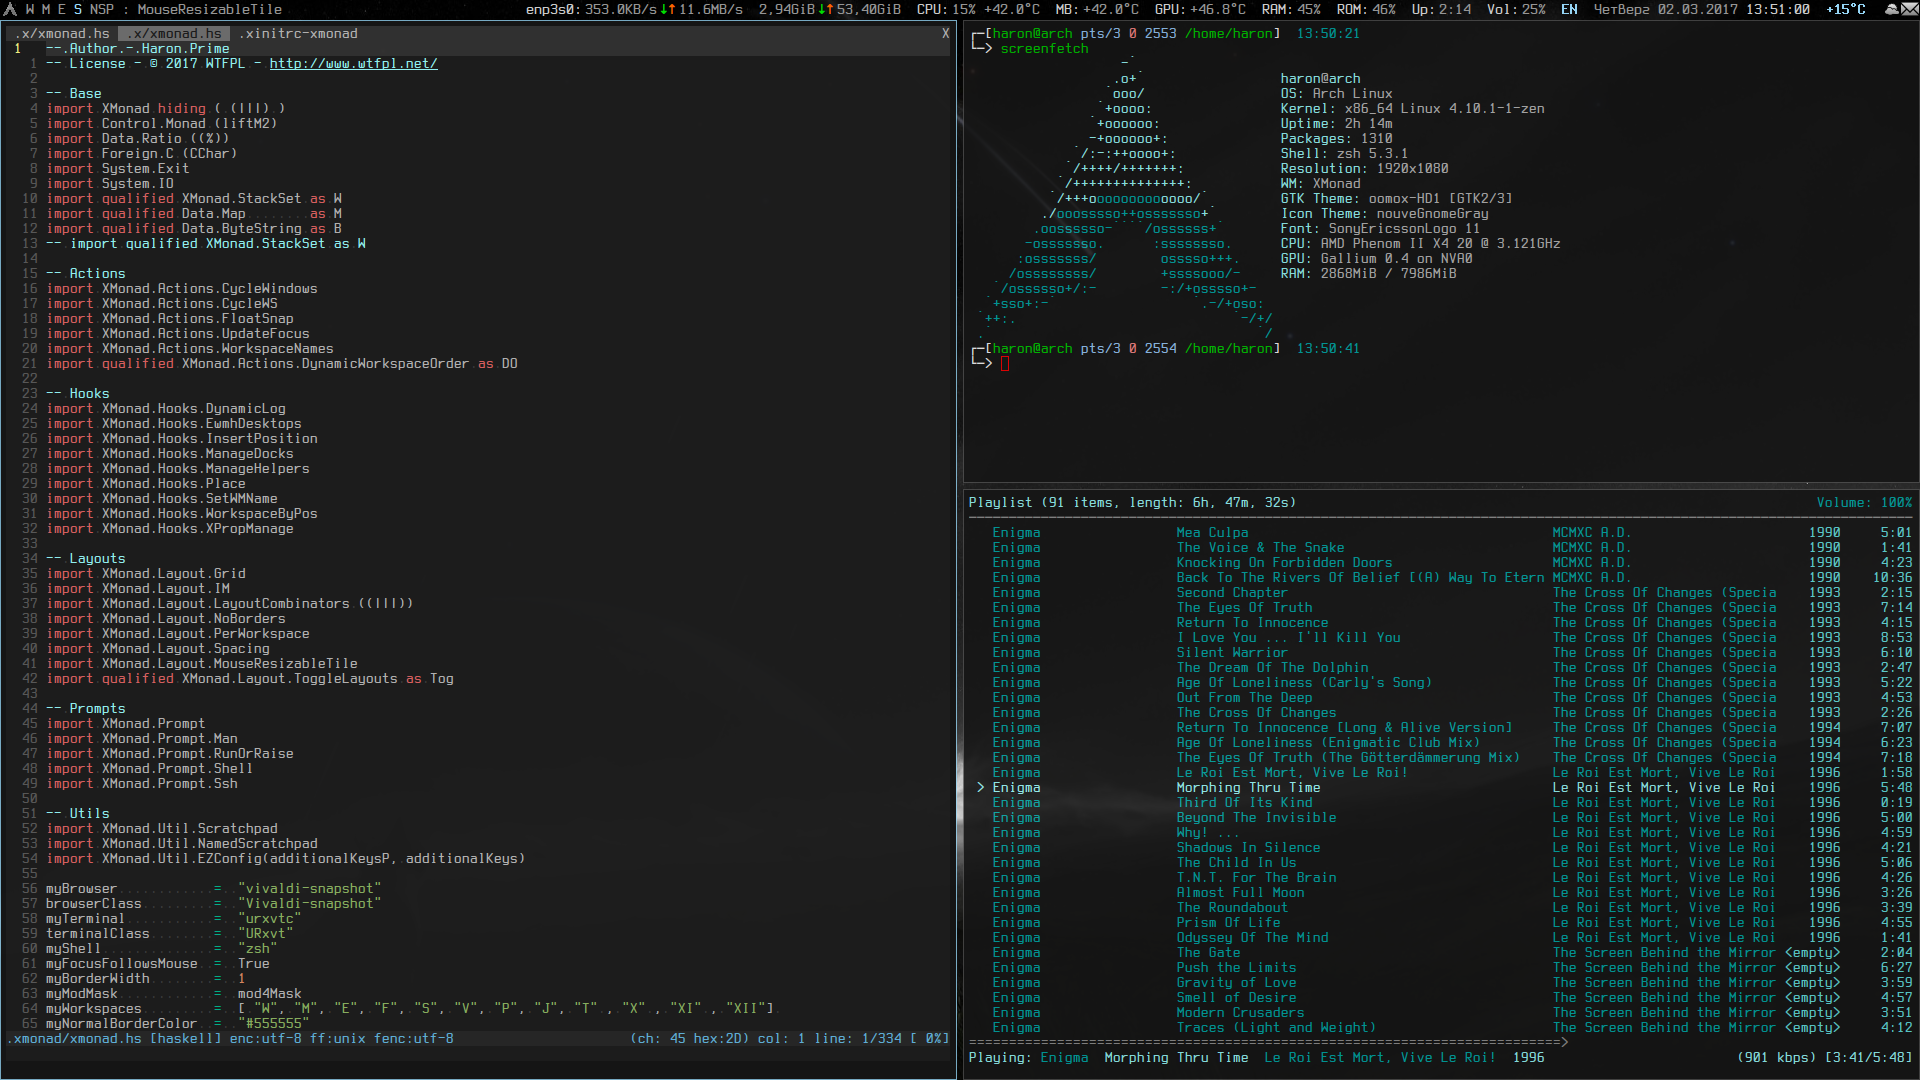 W M E S NSP : MouseResizableTile
enp3s0: 353.0KB/s↓↑ 11.6MB/s 2,94GiB↓↑53,40GiB CPU: 15% +42.0°C MB: +42.0°C GPU: +46.8°C RAM: 45% ROM: 46% Up: 2:14 Vol: 25% EN Четверг 02.03.2017 13:51:00 +15°C
.x/xmonad.hs .x/xmonad.hs .xinitrc-xmonad X
1 -- Author - Haron Prime
1 -- License - © 2017 WTFPL - http://www.wtfpl.net/
2
3 -- Base
4 import XMonad hiding ( (|||) )
5 import Control.Monad (liftM2)
6 import Data.Ratio ((%))
7 import Foreign.C (CChar)
8 import System.Exit
9 import System.IO
10 import qualified XMonad.StackSet as W
11 import qualified Data.Map as M
12 import qualified Data.ByteString as B
13 -- import qualified XMonad.StackSet as W
14
15 -- Actions
16 import XMonad.Actions.CycleWindows
17 import XMonad.Actions.CycleWS
18 import XMonad.Actions.FloatSnap
19 import XMonad.Actions.UpdateFocus
20 import XMonad.Actions.WorkspaceNames
21 import qualified XMonad.Actions.DynamicWorkspaceOrder as DO
22
23 -- Hooks
24 import XMonad.Hooks.DynamicLog
25 import XMonad.Hooks.EwmhDesktops
26 import XMonad.Hooks.InsertPosition
27 import XMonad.Hooks.ManageDocks
28 import XMonad.Hooks.ManageHelpers
29 import XMonad.Hooks.Place
30 import XMonad.Hooks.SetWMName
31 import XMonad.Hooks.WorkspaceByPos
32 import XMonad.Hooks.XPropManage
33
34 -- Layouts
35 import XMonad.Layout.Grid
36 import XMonad.Layout.IM
37 import XMonad.Layout.LayoutCombinators ((|||))
38 import XMonad.Layout.NoBorders
39 import XMonad.Layout.PerWorkspace
40 import XMonad.Layout.Spacing
41 import XMonad.Layout.MouseResizableTile
42 import qualified XMonad.Layout.ToggleLayouts as Tog
43
44 -- Prompts
45 import XMonad.Prompt
46 import XMonad.Prompt.Man
47 import XMonad.Prompt.RunOrRaise
48 import XMonad.Prompt.Shell
49 import XMonad.Prompt.Ssh
50
51 -- Utils
52 import XMonad.Util.Scratchpad
53 import XMonad.Util.NamedScratchpad
54 import XMonad.Util.EZConfig(additionalKeysP, additionalKeys)
55
56 myBrowser = "vivaldi-snapshot"
57 browserClass = "Vivaldi-snapshot"
58 myTerminal = "urxvtc"
59 terminalClass = "URxvt"
60 myShell = "zsh"
61 myFocusFollowsMouse = True
62 myBorderWidth = 1
63 myModMask = mod4Mask
64 myWorkspaces = [ "W", "M", "E", "F", "S", "V", "P", "J", "T" , "X" , "XI" , "XII"]
65 myNormalBorderColor = "#555555"
.xmonad/xmonad.hs [haskell] enc:utf-8 ff:unix fenc:utf-8 (ch: 45 hex:2D) col: 1 line: 1/334 [ 0%]
┌─[haron@arch pts/3 0 2553 /home/haron] 13:50:21
└─> screenfetch
-`
.o+`
`ooo/
`+oooo:
`+oooooo:
-+oooooo+:
`/:-:++oooo+:
`/++++/+++++++:
`/++++++++++++++:
`/+++ooooooooooooo/`
./ooosssso++osssssso+`
.oossssso-````/ossssss+`
-osssssso. :ssssssso.
:osssssss/ osssso+++.
/ossssssss/ +ssssooo/-
`/ossssso+/:- -:/+osssso+-
`+sso+:-` `.-/+oso:
`++:. `-/+/
.` `/
haron@arch
OS: Arch Linux
Kernel: x86_64 Linux 4.10.1-1-zen
Uptime: 2h 14m
Packages: 1310
Shell: zsh 5.3.1
Resolution: 1920x1080
WM: XMonad
GTK Theme: oomox-HD1 [GTK2/3]
Icon Theme: nouveGnomeGray
Font: SonyEricssonLogo 11
CPU: AMD Phenom II X4 20 @ 3.121GHz
GPU: Gallium 0.4 on NVA0
RAM: 2868MiB / 7986MiB
┌─[haron@arch pts/3 0 2554 /home/haron] 13:50:41
└─>
Playlist (91 items, length: 6h, 47m, 32s) Volume: 100%
Enigma Mea Culpa MCMXC A.D. 1990 5:01
Enigma The Voice & The Snake MCMXC A.D. 1990 1:41
Enigma Knocking On Forbidden Doors MCMXC A.D. 1990 4:23
Enigma Back To The Rivers Of Belief [(A) Way To Etern MCMXC A.D. 1990 10:36
Enigma Second Chapter The Cross Of Changes (Specia 1993 2:15
Enigma The Eyes Of Truth The Cross Of Changes (Specia 1993 7:14
Enigma Return To Innocence The Cross Of Changes (Specia 1993 4:15
Enigma I Love You ... I'll Kill You The Cross Of Changes (Specia 1993 8:53
Enigma Silent Warrior The Cross Of Changes (Specia 1993 6:10
Enigma The Dream Of The Dolphin The Cross Of Changes (Specia 1993 2:47
Enigma Age Of Loneliness (Carly's Song) The Cross Of Changes (Specia 1993 5:22
Enigma Out From The Deep The Cross Of Changes (Specia 1993 4:53
Enigma The Cross Of Changes The Cross Of Changes (Specia 1993 2:26
Enigma Return To Innocence [Long & Alive Version] The Cross Of Changes (Specia 1994 7:07
Enigma Age Of Loneliness (Enigmatic Club Mix) The Cross Of Changes (Specia 1994 6:23
Enigma The Eyes Of Truth (The Götterdämmerung Mix) The Cross Of Changes (Specia 1994 7:18
Enigma Le Roi Est Mort, Vive Le Roi! Le Roi Est Mort, Vive Le Roi 1996 1:58
> Enigma Morphing Thru Time Le Roi Est Mort, Vive Le Roi 1996 5:48
Enigma Third Of Its Kind Le Roi Est Mort, Vive Le Roi 1996 0:19
Enigma Beyond The Invisible Le Roi Est Mort, Vive Le Roi 1996 5:00
Enigma Why! ... Le Roi Est Mort, Vive Le Roi 1996 4:59
Enigma Shadows In Silence Le Roi Est Mort, Vive Le Roi 1996 4:21
Enigma The Child In Us Le Roi Est Mort, Vive Le Roi 1996 5:06
Enigma T.N.T. For The Brain Le Roi Est Mort, Vive Le Roi 1996 4:26
Enigma Almost Full Moon Le Roi Est Mort, Vive Le Roi 1996 3:26
Enigma The Roundabout Le Roi Est Mort, Vive Le Roi 1996 3:39
Enigma Prism Of Life Le Roi Est Mort, Vive Le Roi 1996 4:55
Enigma Odyssey Of The Mind Le Roi Est Mort, Vive Le Roi 1996 1:41
Enigma The Gate The Screen Behind the Mirror <empty> 2:04
Enigma Push the Limits The Screen Behind the Mirror <empty> 6:27
Enigma Gravity of Love The Screen Behind the Mirror <empty> 3:59
Enigma Smell of Desire The Screen Behind the Mirror <empty> 4:57
Enigma Modern Crusaders The Screen Behind the Mirror <empty> 3:51
Enigma Traces (Light and Weight) The Screen Behind the Mirror <empty> 4:12
Playing: Enigma Morphing Thru Time Le Roi Est Mort, Vive Le Roi! 1996 (901 kbps) [3:41/5:48]